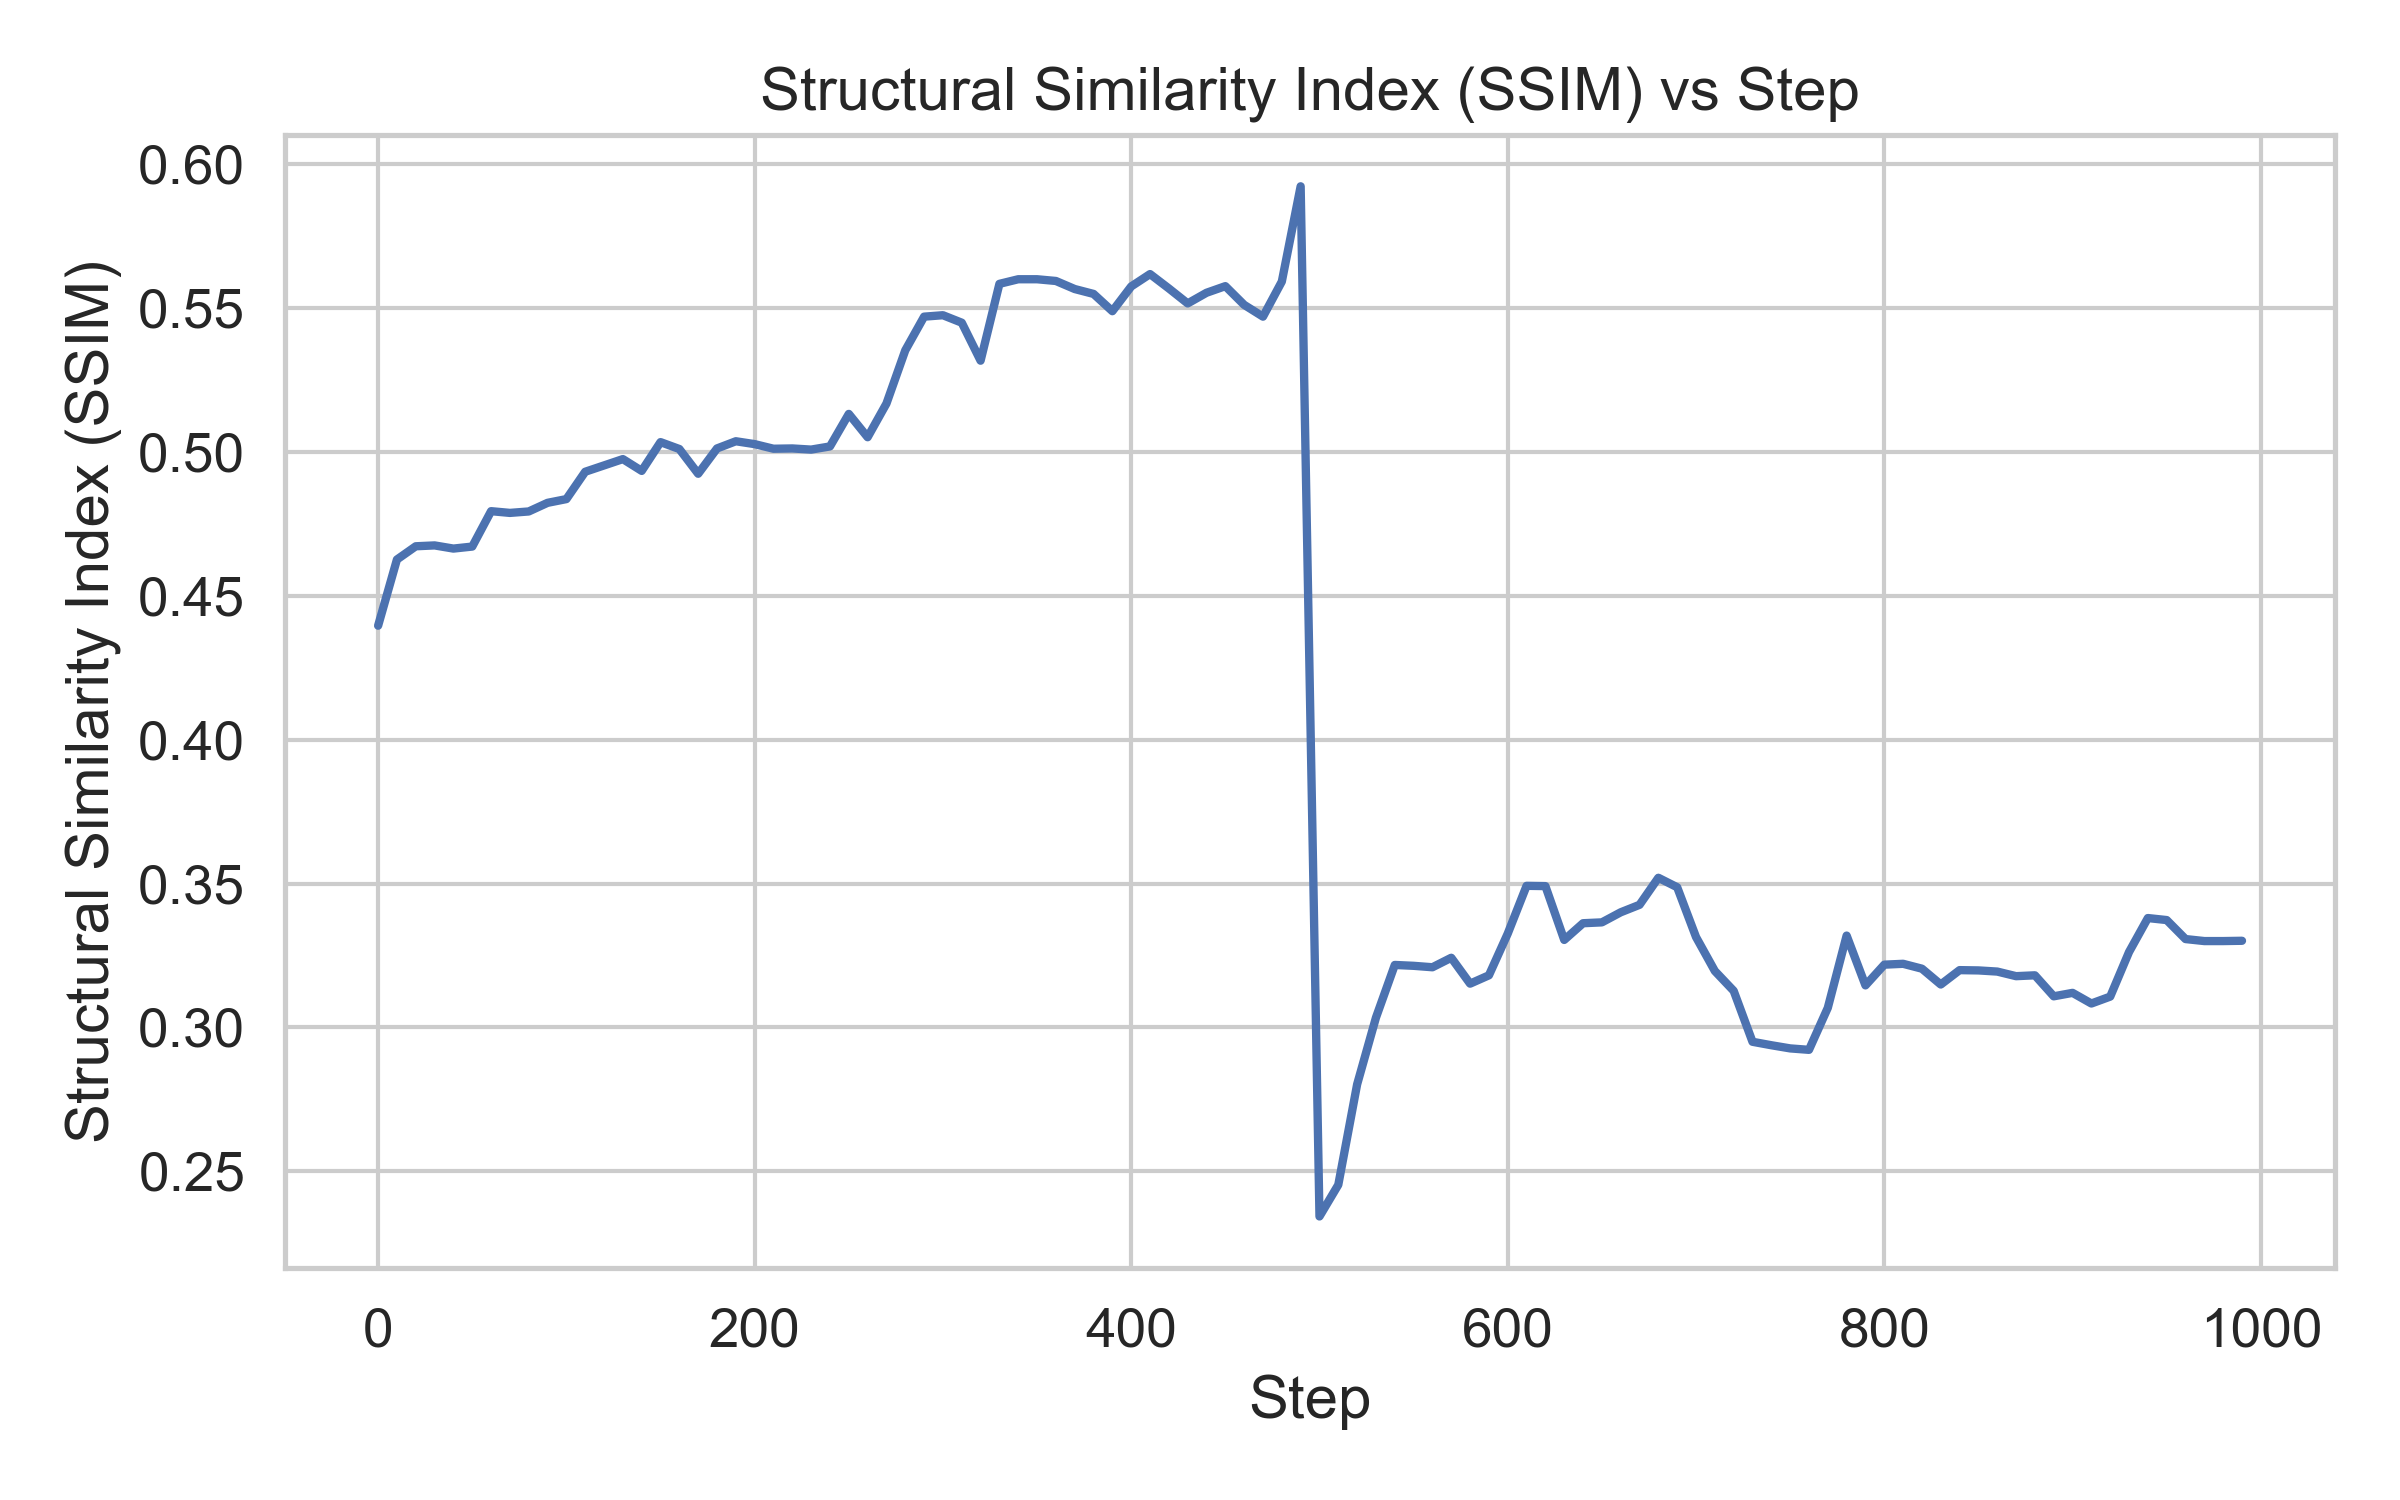 Structural Similarity Index (SSIM) vs Step
Structural Similarity Index (SSIM)
0.60
0.55
0.50
0.45
0.40
0.35
0.30
0.25
0 200 400 600 800 1000
Step